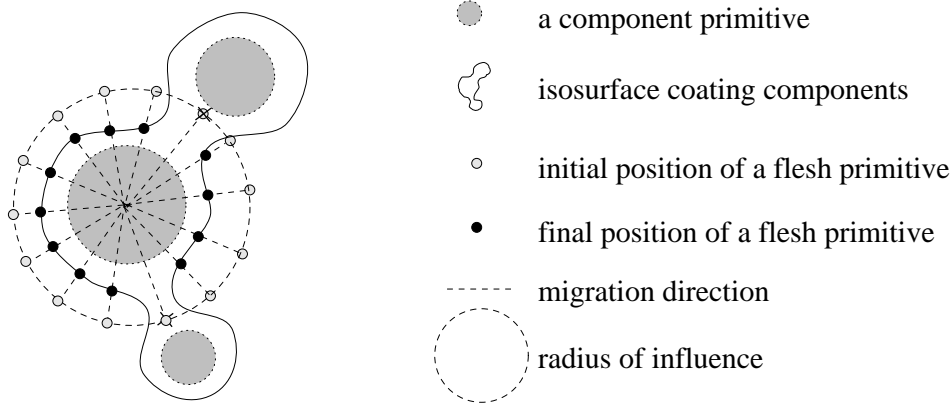 a component primitive
isosurface coating components
initial position of a flesh primitive
final position of a flesh primitive
migration direction
radius of influence